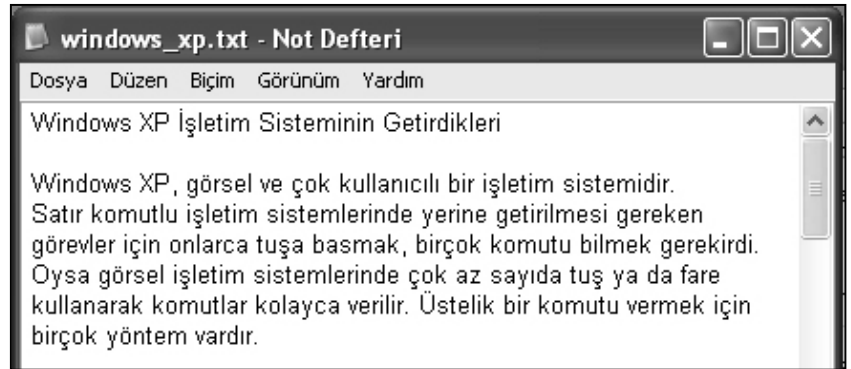 windows_xp.txt - Not Defteri
Dosya Düzen Biçim Görünüm Yardım
Windows XP İşletim Sisteminin Getirdikleri
Windows XP, görsel ve çok kullanıcılı bir işletim sistemidir.
Satır komutlu işletim sistemlerinde yerine getirilmesi gereken
görevler için onlarca tuşa basmak, birçok komutu bilmek gerekirdi.
Oysa görsel işletim sistemlerinde çok az sayıda tuş ya da fare
kullanarak komutlar kolayca verilir. Üstelik bir komutu vermek için
birçok yöntem vardır.